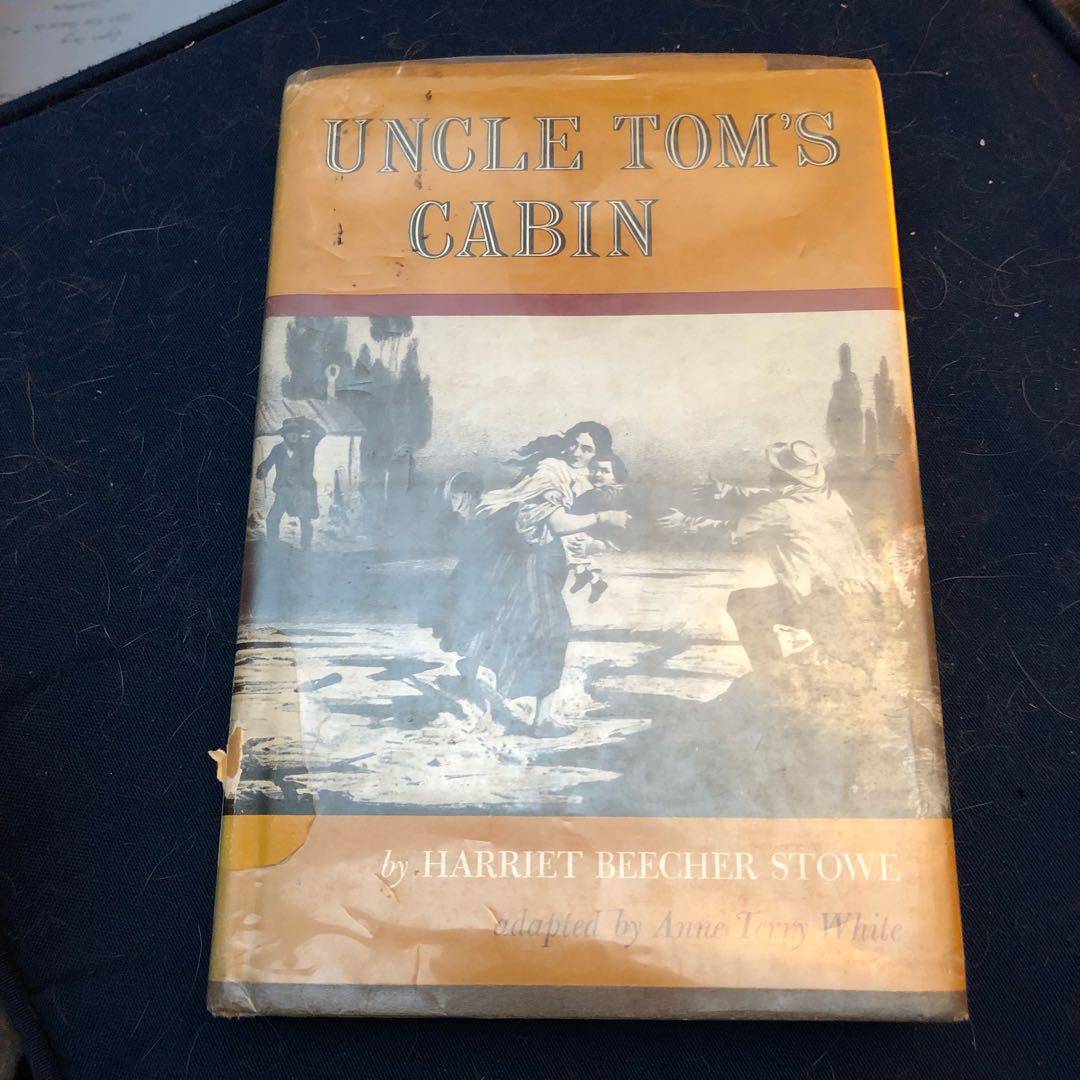 UNCLE TOM'S
CABIN
by HARRIET BEECHER STOWE
adapted by Anne Terry White